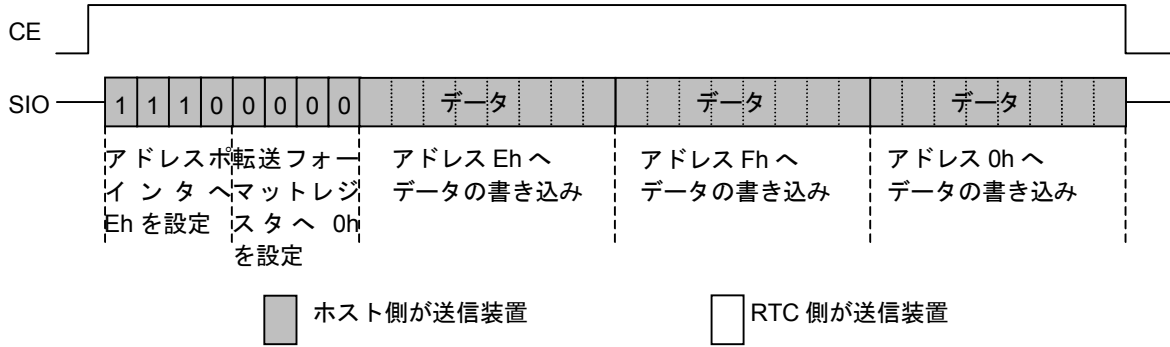 CE
SIO 1 1 1 0 0 0 0 0 データ データ データ
アドレスポ
インタへ
Eh を設定
転送フォー
マットレジ
スタへ 0h
を設定
アドレス Eh へ
データの書き込み
アドレス Fh へ
データの書き込み
アドレス 0h へ
データの書き込み
ホスト側が送信装置
RTC 側が送信装置